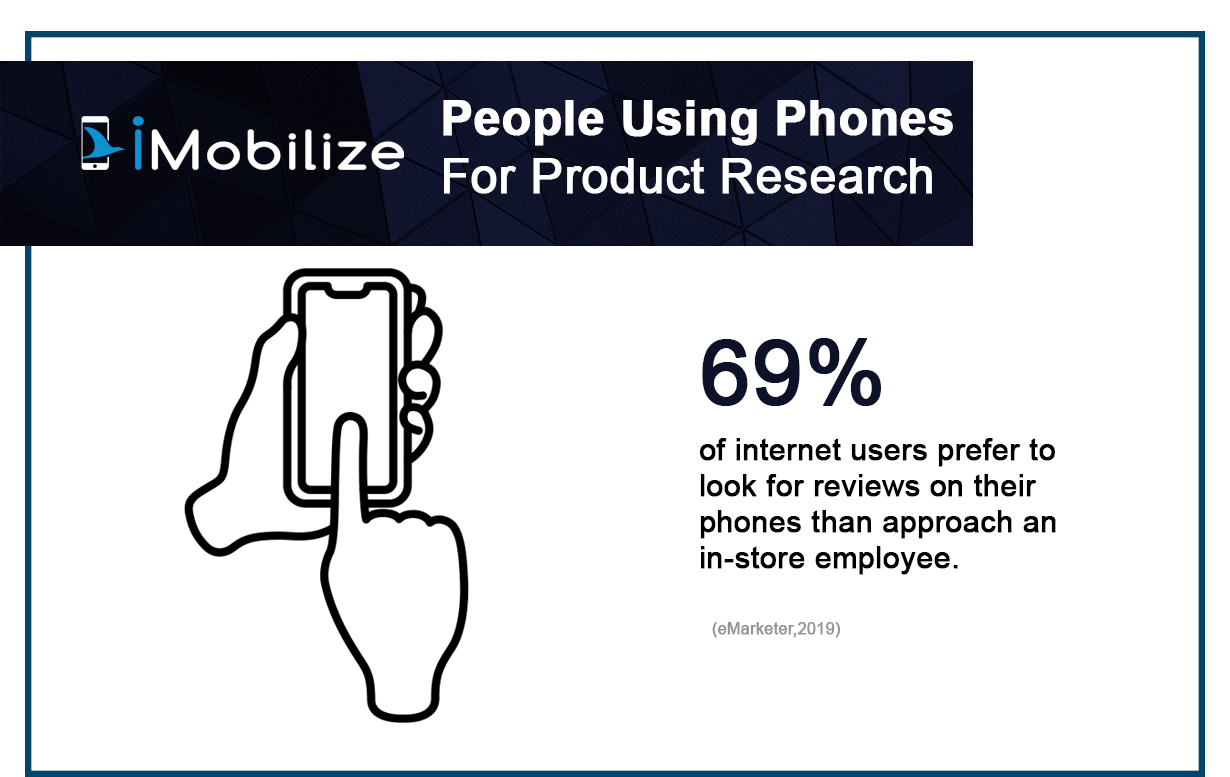 iMobilize
People Using Phones
For Product Research
69%
of internet users prefer to
look for reviews on their
phones than approach an
in-store employee.
(eMarketer,2019)